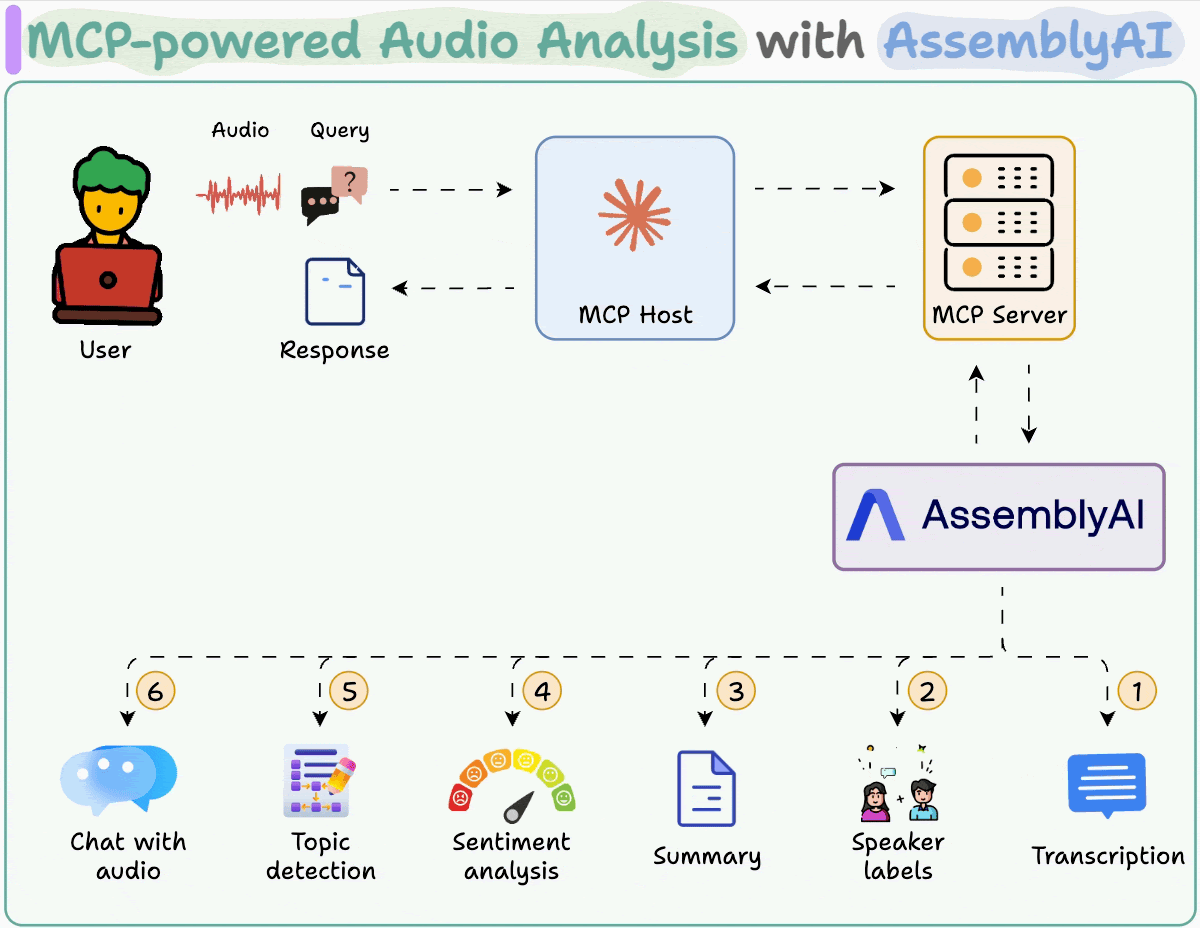 MCP-powered Audio Analysis with AssemblyAI
Audio
Query
?
User
Response
MCP Host
MCP Server
AssemblyAI
6
5
4
3
2
1
Chat with
audio
Topic
detection
Sentiment
analysis
Summary
Speaker
labels
Transcription